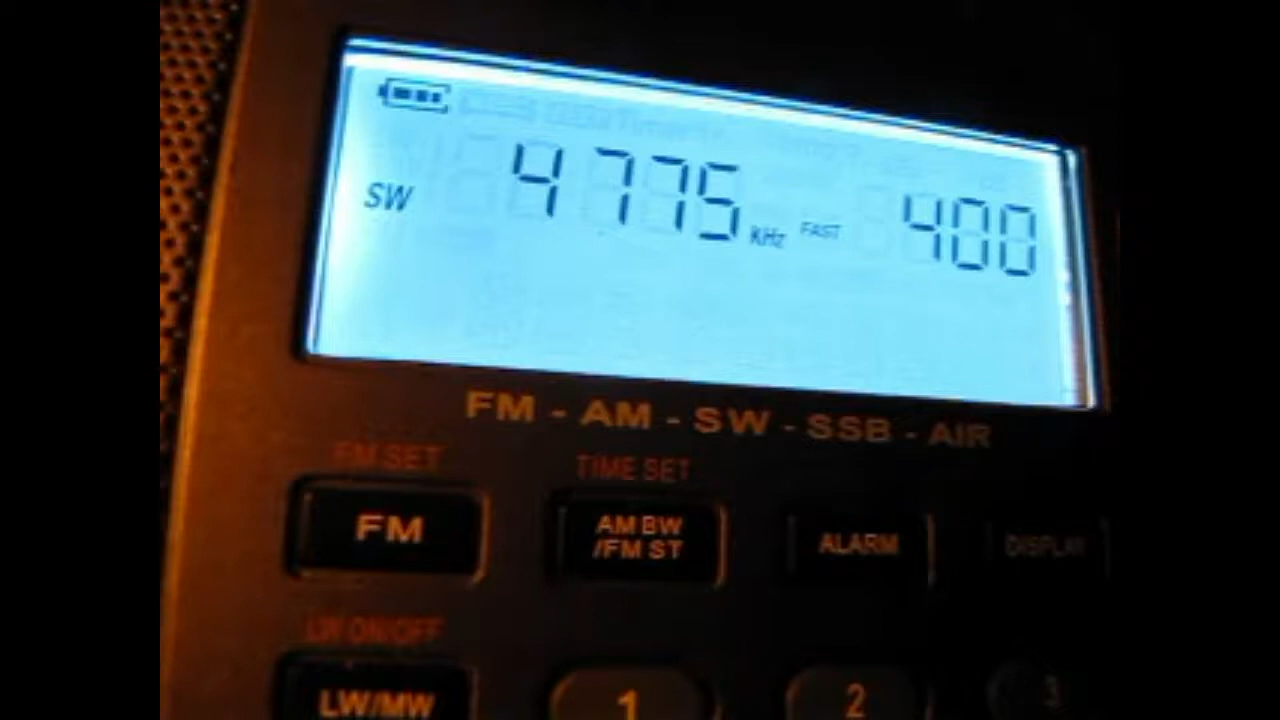 SW 4775 kHz FAST 400
FM - AM - SW - SSB - AIR
FM SET TIME SET
FM AM BW /FM ST ALARM DISPLAY
LW ON/OFF
LW/MW 1 2 3